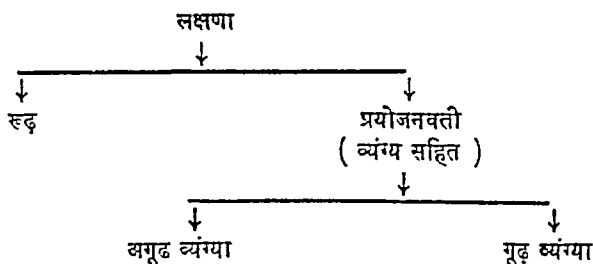 लक्षणा
रूढ़
प्रयोजनवती
( व्यंग्य सहित )
अगूढ व्यंग्या
गूढ़ व्यंग्या